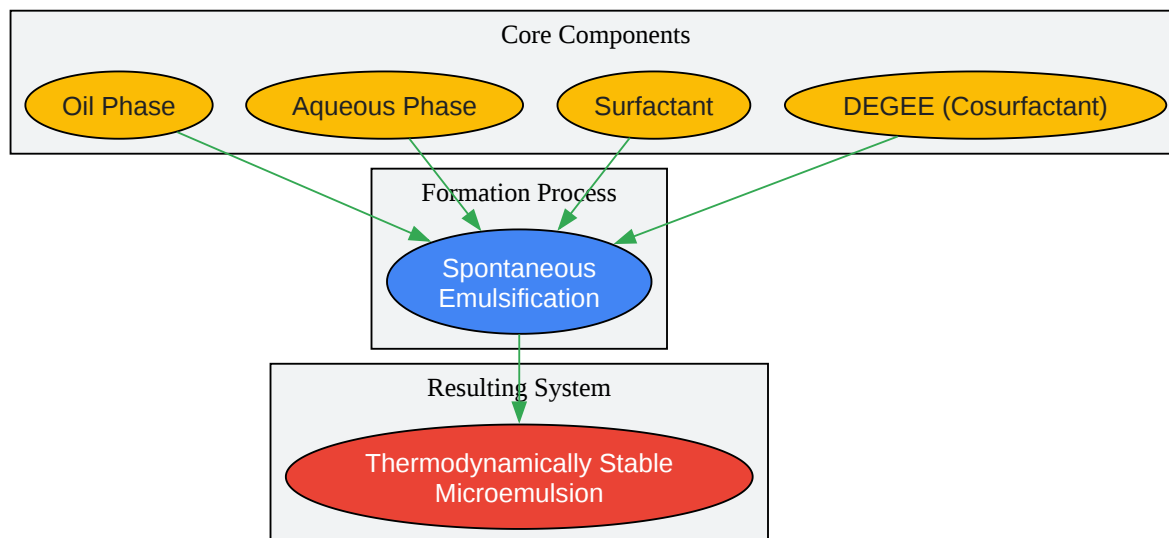 Core Components
Oil Phase
Aqueous Phase
Surfactant
DEGEE (Cosurfactant)
Formation Process
Spontaneous
Emulsification
Resulting System
Thermodynamically Stable
Microemulsion